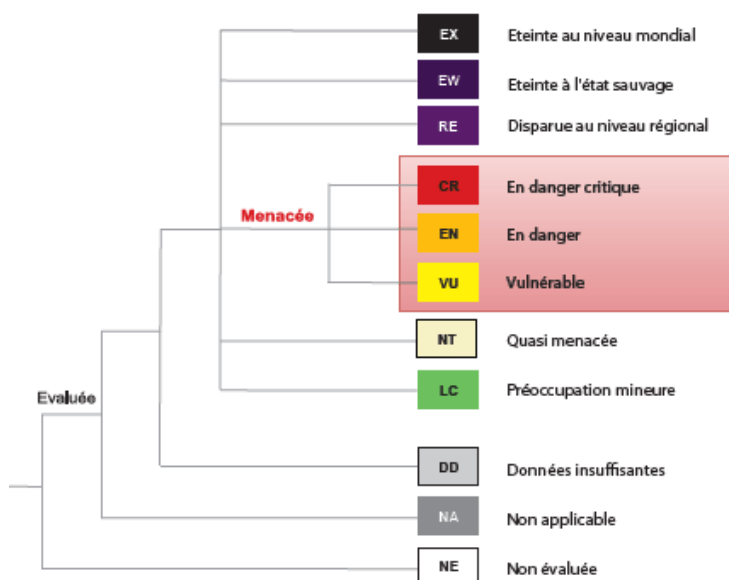 EX Eteinte au niveau mondial
EW Eteinte à l'état sauvage
RE Disparue au niveau régional
CR En danger critique
Menacée
EN En danger
VU Vulnérable
NT Quasi menacée
LC Préoccupation mineure
Evaluée
DD Données insuffisantes
NA Non applicable
NE Non évaluée